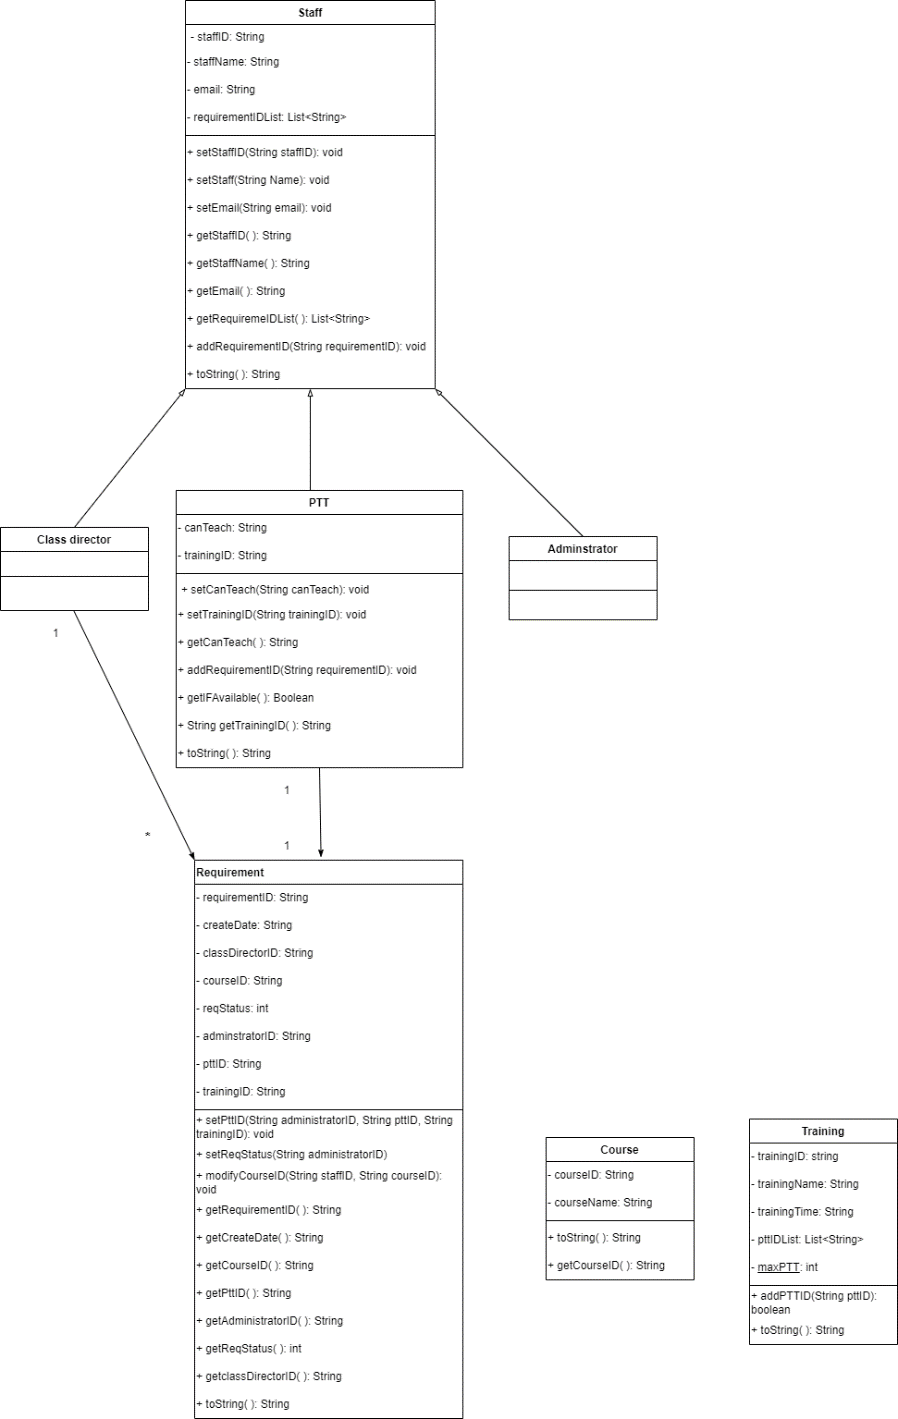 Staff
- staffID: String
- staffName: String
- email: String
- requirementIDList: List<String>
+ setStaffID(String staffID): void
+ setStaff(String Name): void
+ setEmail(String email): void
+ getStaffID( ): String
+ getStaffName( ): String
+ getEmail( ): String
+ getRequiremeIDList( ): List<String>
+ addRequirementID(String requirementID): void
+ toString( ): String
Class director
PTT
- canTeach: String
- trainingID: String
+ setCanTeach(String canTeach): void
+ setTrainingID(String trainingID): void
+ getCanTeach( ): String
+ addRequirementID(String requirementID): void
+ getIFAvailable( ): Boolean
+ String getTrainingID( ): String
+ toString( ): String
Adminstrator
1
*
1
1
Requirement
- requirementID: String
- createDate: String
- classDirectorID: String
- courseID: String
- reqStatus: int
- adminstratorID: String
- pttID: String
- trainingID: String
+ setPttID(String administratorID, String pttID, String
trainingID): void
+ setReqStatus(String administratorID)
+ modifyCourseID(String staffID, String courseID):
void
+ getRequirementID( ): String
+ getCreateDate( ): String
+ getCourseID( ): String
+ getPttID( ): String
+ getAdministratorID( ): String
+ getReqStatus( ): int
+ getclassDirectorID( ): String
+ toString( ): String
Course
- courseID: String
- courseName: String
+ toString( ): String
+ getCourseID( ): String
Training
- trainingID: string
- trainingName: String
- trainingTime: String
- pttIDList: List<String>
- maxPTT: int
+ addPTTID(String pttID):
boolean
+ toString( ): String